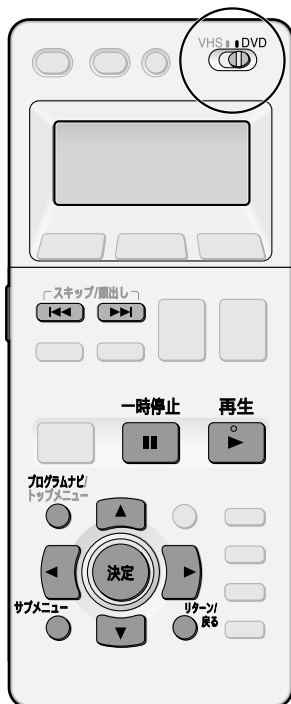 VHS DVD
スキップ/頭出し
一時停止 再生
プログラムナビ/
トップメニュー
決定
サブメニュー リターン/
戻る